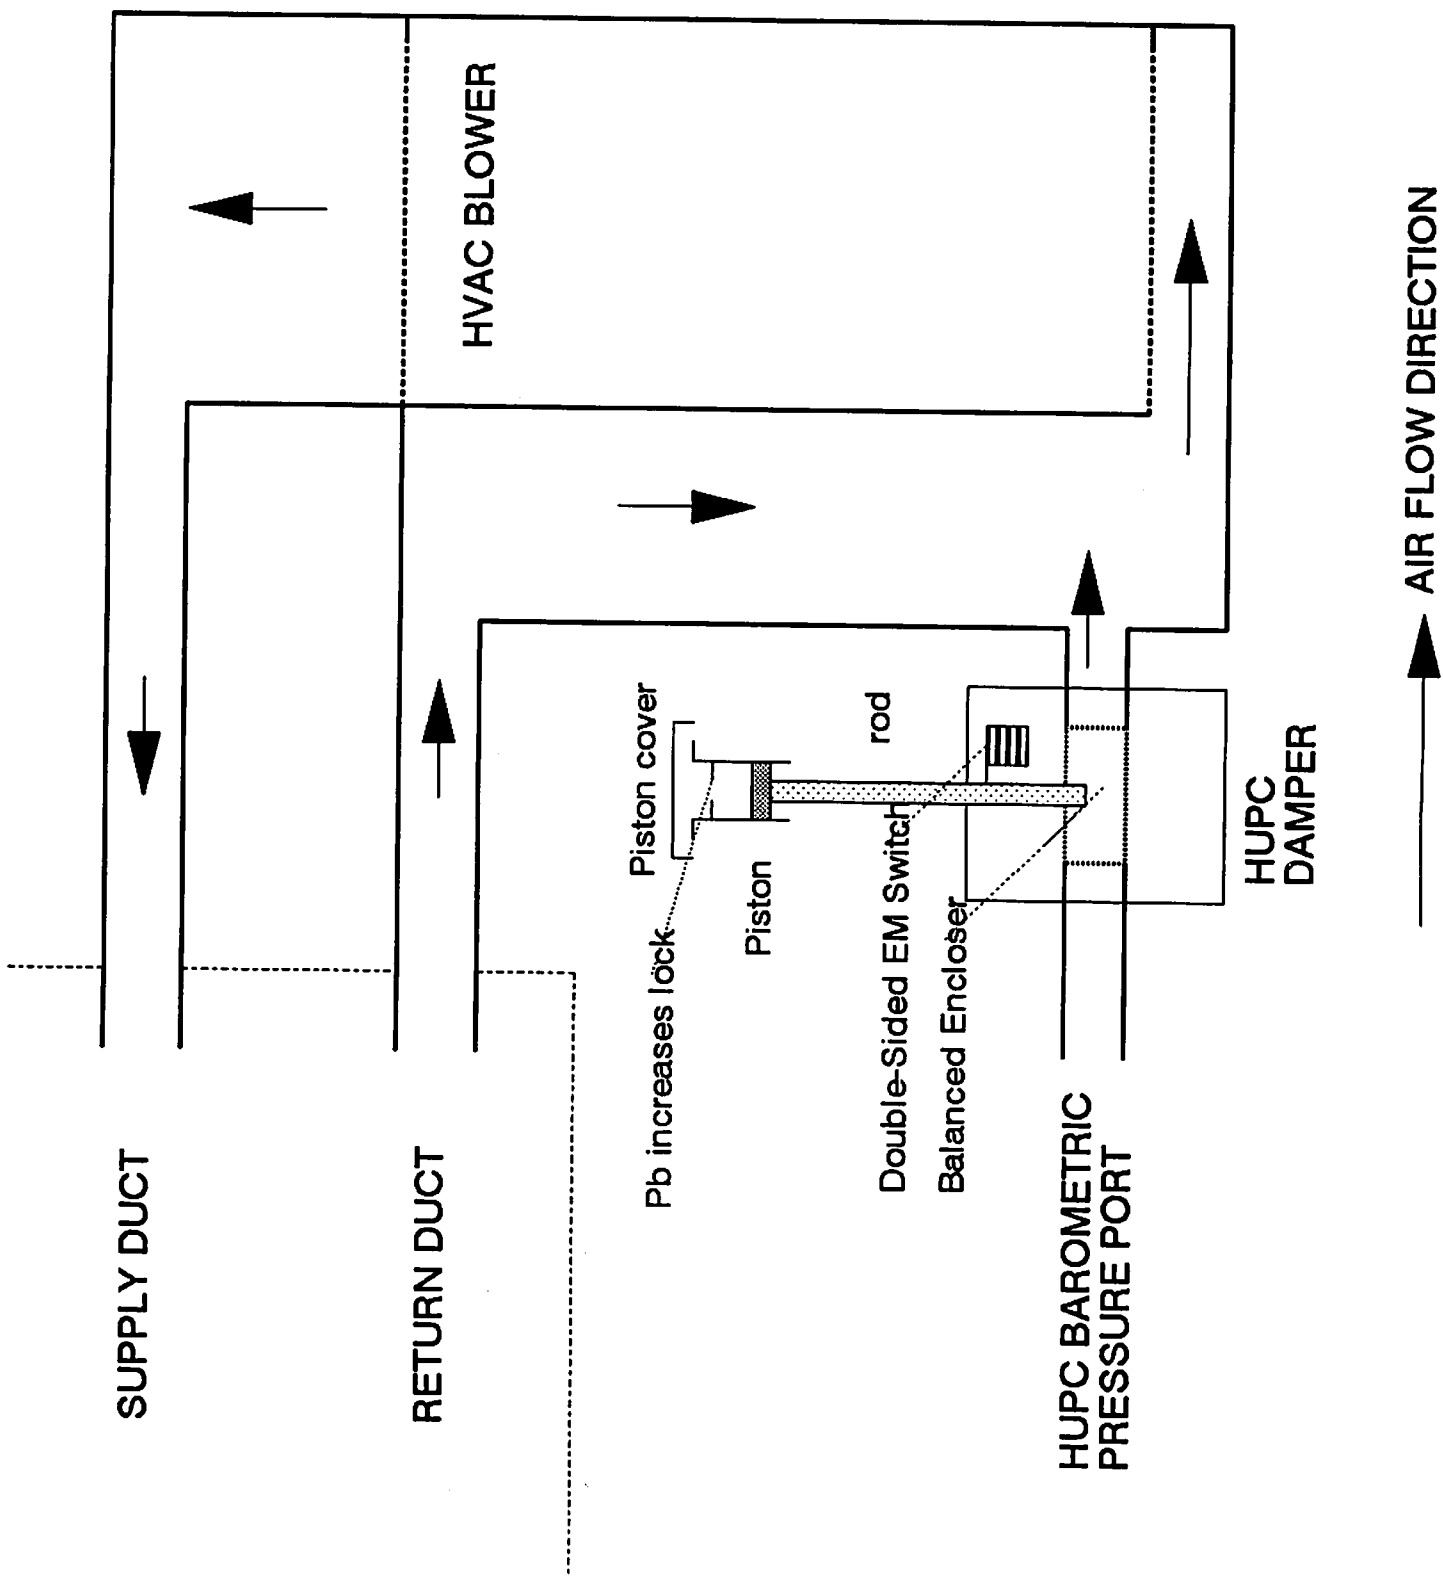 SUPPLY DUCT
RETURN DUCT
HVAC BLOWER
Piston cover
Pb increases lock
Piston
rod
Double-Sided EM Switch
Balanced Encloser
HUPC BAROMETRIC
PRESSURE PORT
HUPC
DAMPER
AIR FLOW DIRECTION